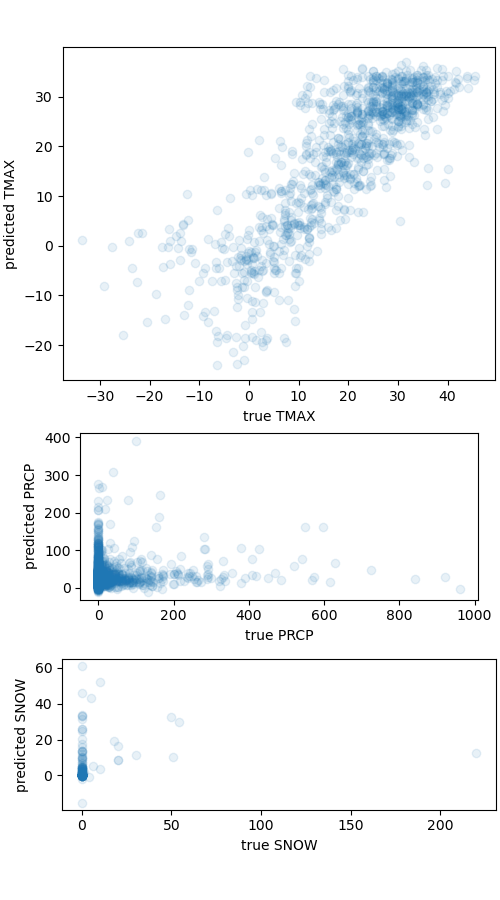 30
20
10
0
−10
−20
predicted TMAX
−30 −20 −10 0 10 20 30 40
true TMAX
400
300
200
100
0
predicted PRCP
0 200 400 600 800 1000
true PRCP
60
40
20
0
predicted SNOW
0 50 100 150 200
true SNOW